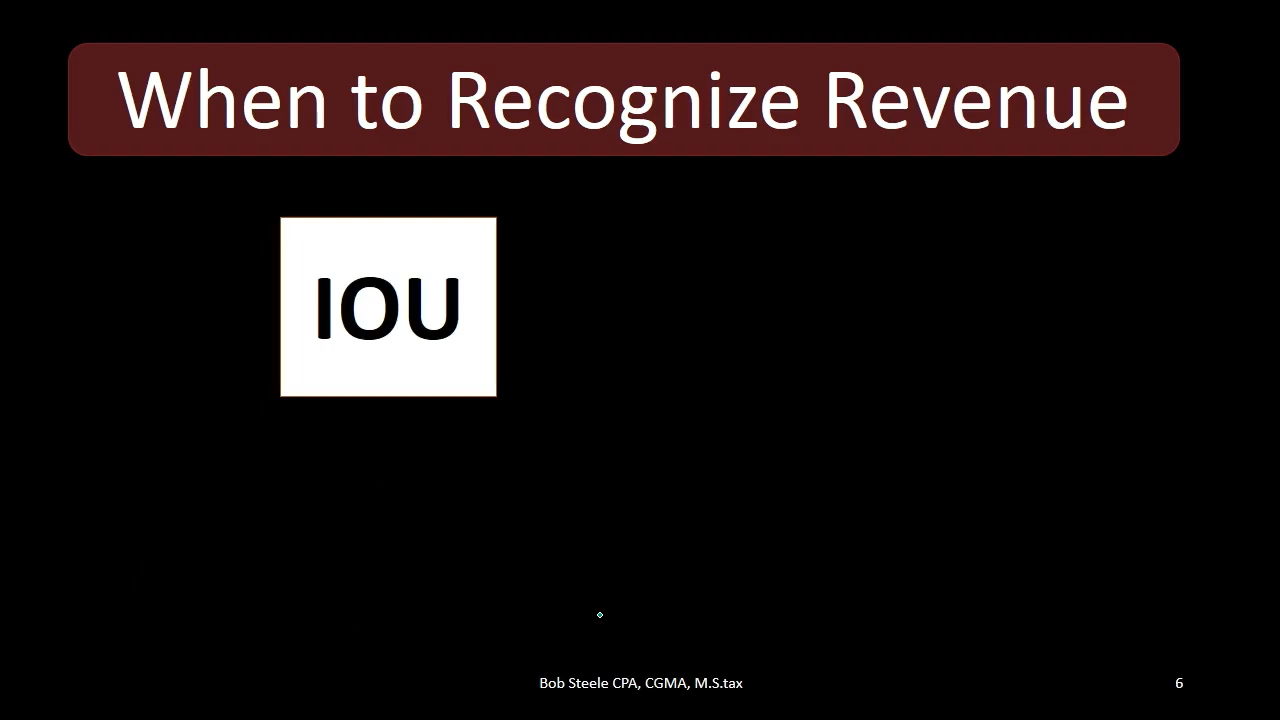 When to Recognize Revenue
IOU
Bob Steele CPA, CGMA, M.S.tax
6